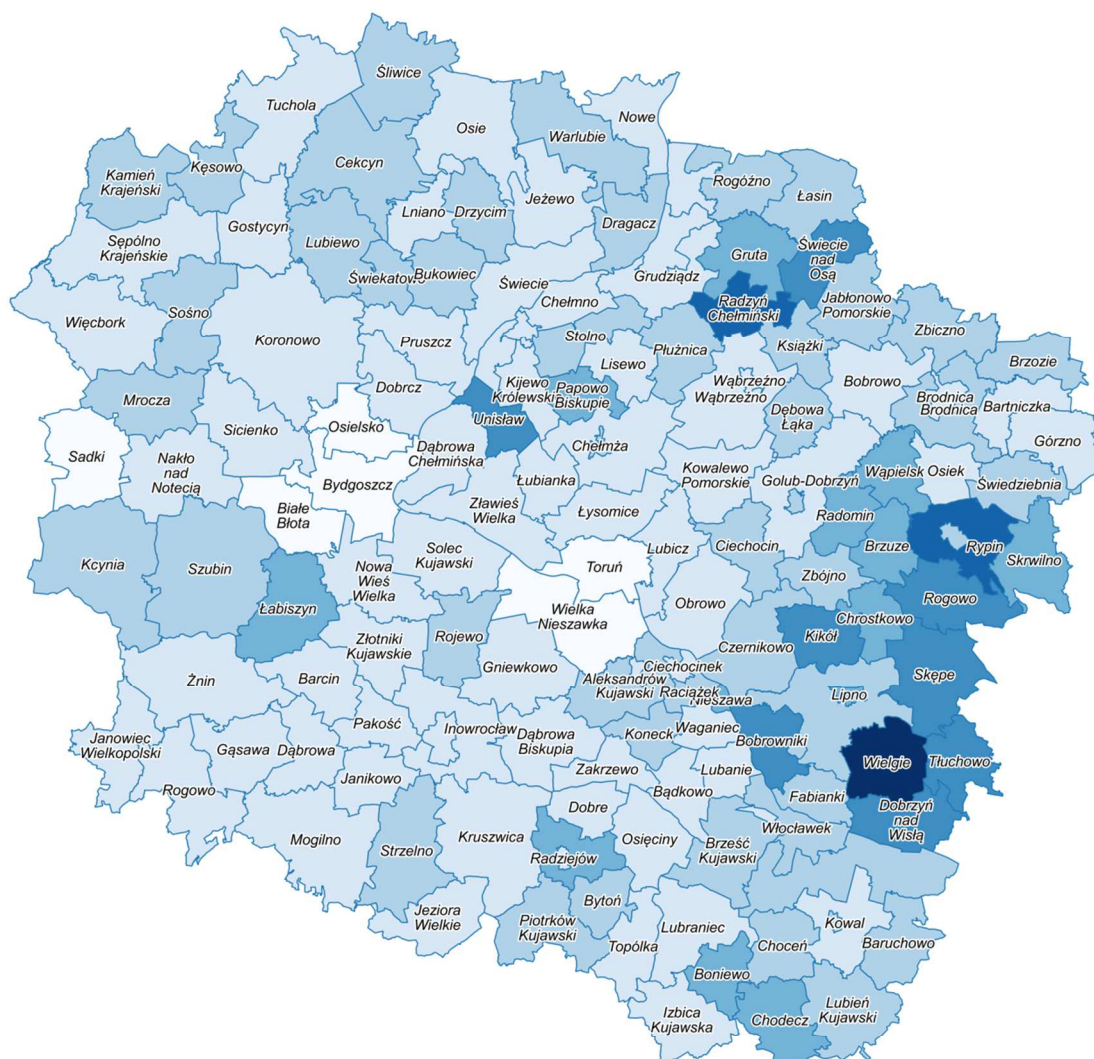 Śliwice
Tuchola
Nowe
Osie
Warlubie
Cekcyn
Kęsowo
Kamień
Krajeński
Rogóźno
Łasin
Jeżewo
Lniano
Drzycim
Dragacz
Gostycyn
Sępólno
Krajeńskie
Lubiewo
Gruta
Świecie
nad
Osą
Świekatowo
Bukowiec
Grudziądz
Świecie
Chełmno
Radzyń
Chełmiński
Jabłonowo
Pomorskie
Sośno
Więcbork
Koronowo
Pruszcz
Stolno
Płużnica
Książki
Zbiczno
Brzozie
Lisewo
Dobrcz
Kijewo
Królewskie
Papowo
Biskupie
Wąbrzeźno
Wąbrzeźno
Bobrowo
Mrocza
Brodnica
Brodnica
Bartniczka
Unisław
Dębowa
Łąka
Sicienko
Osielsko
Górzno
Sadki
Nakło
nad
Notecią
Dąbrowa
Chełmińska
Chełmża
Kowalewo
Pomorskie
Golub-Dobrzyń
Wąpielsk
Osiek
Świedziebnia
Bydgoszcz
Łubianka
Białe
Błota
Zławieś
Wielka
Łysomice
Radomin
Kcynia
Szubin
Solec
Kujawski
Lubicz
Ciechocin
Brzuze
Rypin
Skrwilno
Nowa
Wieś
Wielka
Toruń
Zbójno
Łabiszyn
Wielka
Nieszawka
Obrowo
Rogowo
Rojewo
Chrostkowo
Złotniki
Kujawskie
Kikół
Czernikowo
Gniewkowo
Ciechocinek
Aleksandrów
Kujawski
Raciążek
Nieszawa
Żnin
Barcin
Skępe
Lipno
Pakość
Inowrocław
Dąbrowa
Biskupia
Koneck
Waganiec
Bobrowniki
Janowiec
Wielkopolski
Gąsawa
Dąbrowa
Wielgie
Tłuchowo
Janikowo
Zakrzewo
Lubanie
Rogowo
Bądkowo
Fabianki
Dobre
Dobrzyń
nad
Wisłą
Mogilno
Strzelno
Kruszwica
Osięciny
Włocławek
Brześć
Kujawski
Radziejów
Jeziora
Wielkie
Piotrków
Kujawski
Bytoń
Lubraniec
Kowal
Topólka
Choceń
Baruchowo
Boniewo
Izbica
Kujawska
Chodecz
Lubień
Kujawski